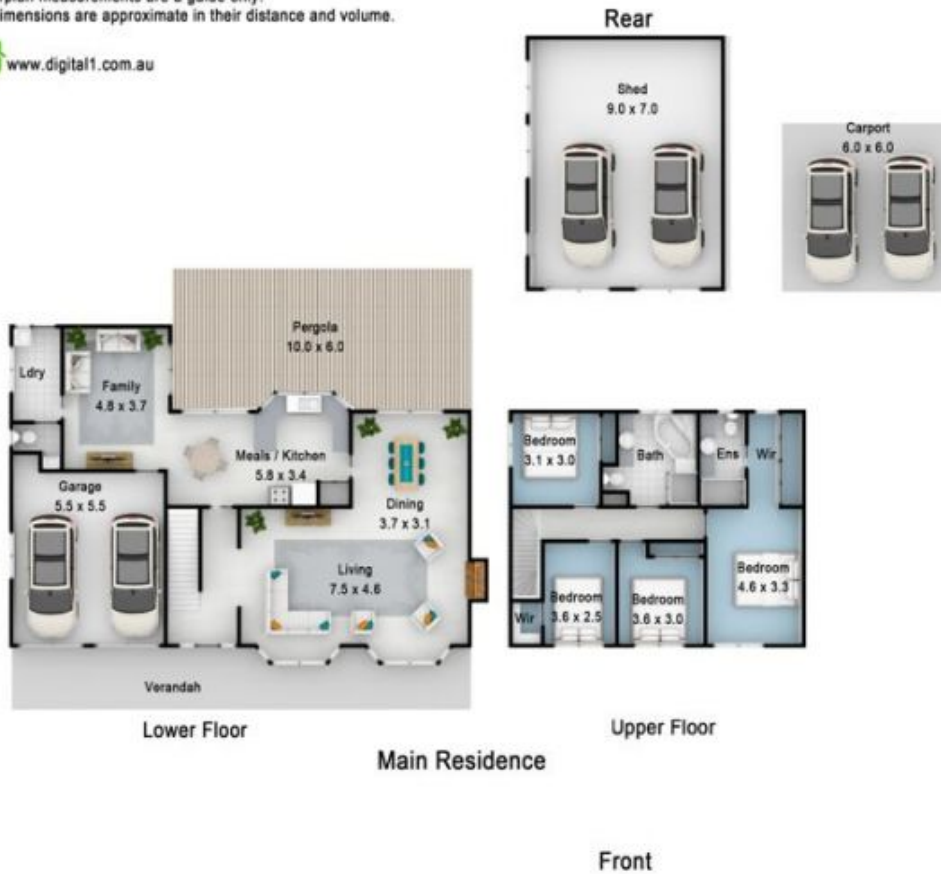 imensions are approximate in their distance and volume.
www.digital1.com.au
Rear
Shed
9.0 x 7.0
Carport
6.0 x 6.0
Pergola
10.0 x 6.0
Ldry
Family
4.8 x 3.7
Meals / Kitchen
5.8 x 3.4
Garage
5.5 x 5.5
Dining
3.7 x 3.1
Living
7.5 x 4.6
Verandah
Lower Floor
Bedroom
3.1 x 3.0
Bath
Ens
Wir
Bedroom
4.6 x 3.3
Bedroom
3.6 x 2.5
Bedroom
3.6 x 3.0
Wir
Upper Floor
Main Residence
Front